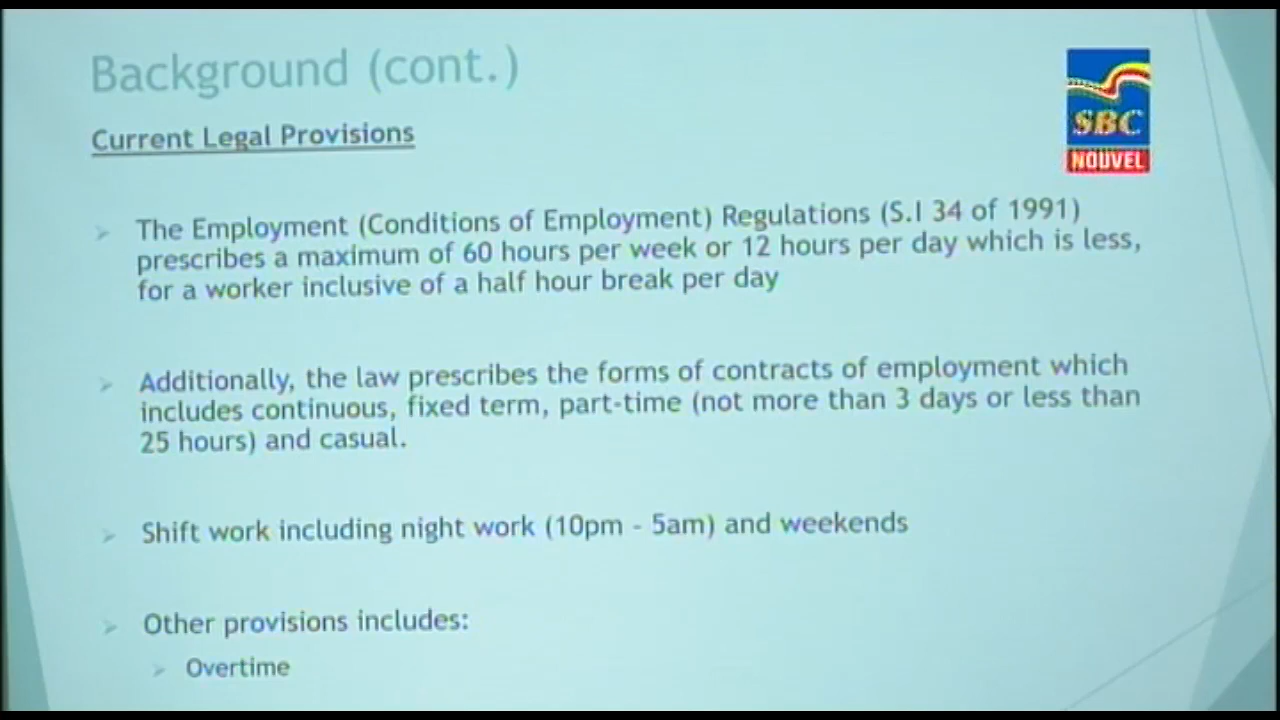 Background (cont.)
SBC
NOUVEL
Current Legal Provisions
The Employment (Conditions of Employment) Regulations (S.I 34 of 1991)
prescribes a maximum of 60 hours per week or 12 hours per day which is less,
for a worker inclusive of a half hour break per day
Additionally, the law prescribes the forms of contracts of employment which
includes continuous, fixed term, part-time (not more than 3 days or less than
25 hours) and casual.
Shift work including night work (10pm - 5am) and weekends
Other provisions includes:
Overtime